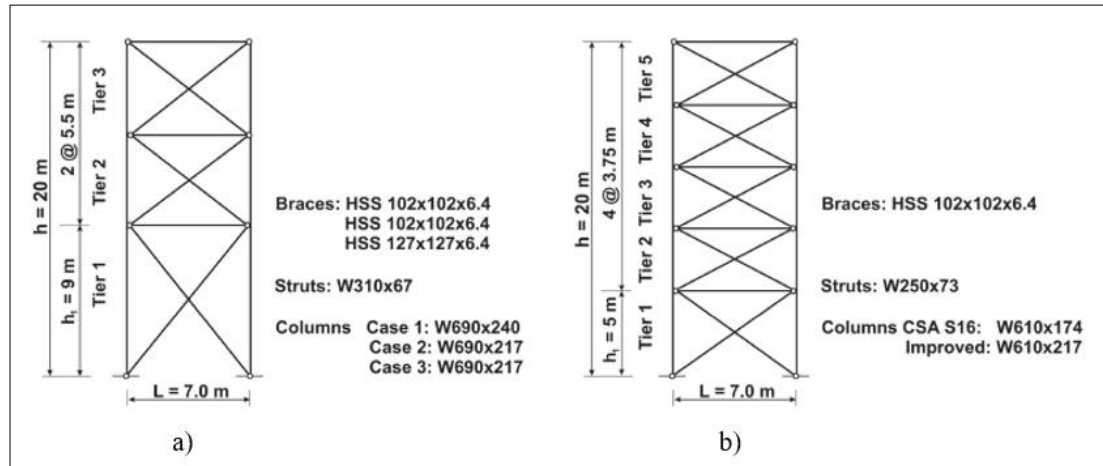 h = 20 m
2 @ 5.5 m
h₁ = 9 m
Tier 3
Tier 2
Tier 1
Braces: HSS 102x102x6.4
HSS 102x102x6.4
HSS 127x127x6.4
Struts: W310x67
Columns Case 1: W690x240
Case 2: W690x217
Case 3: W690x217
L = 7.0 m
a)
h = 20 m
4 @ 3.75 m
h₁ = 5 m
Tier 5
Tier 4
Tier 3
Tier 2
Tier 1
Braces: HSS 102x102x6.4
Struts: W250x73
Columns CSA S16: W610x174
Improved: W610x217
L = 7.0 m
b)